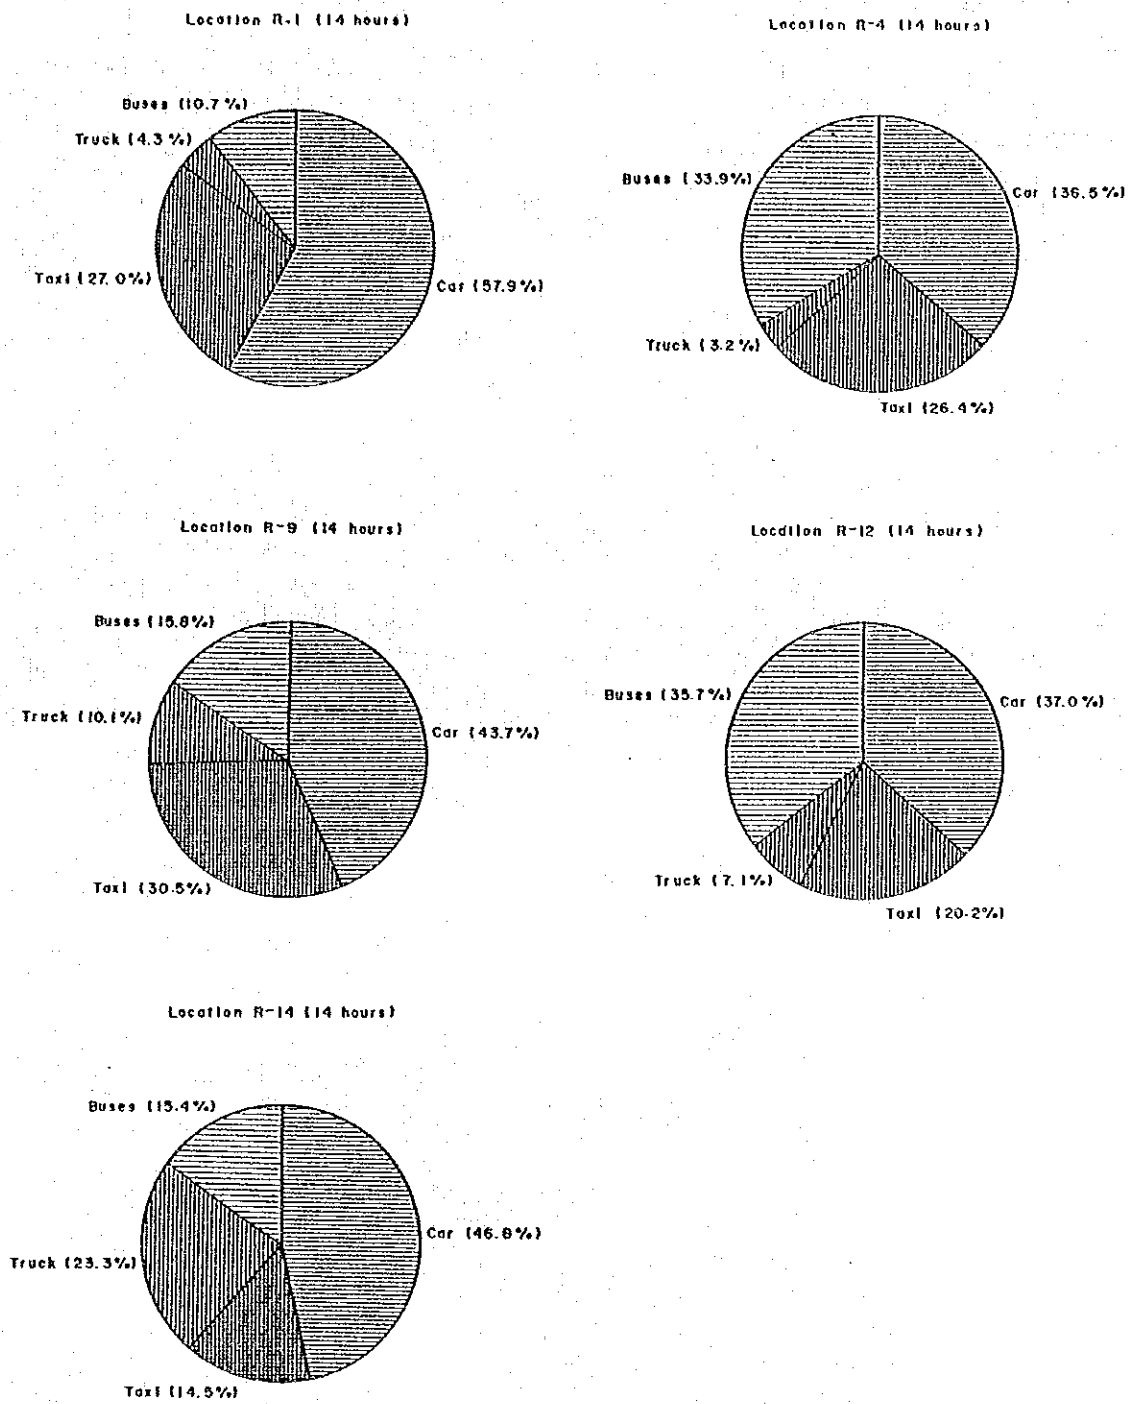 Location R-1 (14 hours)
Buses (10.7%)
Truck (4.3%)
Taxi (27.0%)
Car (57.9%)
Location R-4 (14 hours)
Buses (33.9%)
Car (36.5%)
Truck (3.2%)
Taxi (26.4%)
Location R-9 (14 hours)
Buses (15.8%)
Truck (10.1%)
Car (43.7%)
Taxi (30.5%)
Location R-12 (14 hours)
Buses (35.7%)
Car (37.0%)
Truck (7.1%)
Taxi (20.2%)
Location R-14 (14 hours)
Buses (15.4%)
Car (46.8%)
Truck (23.3%)
Taxi (14.5%)